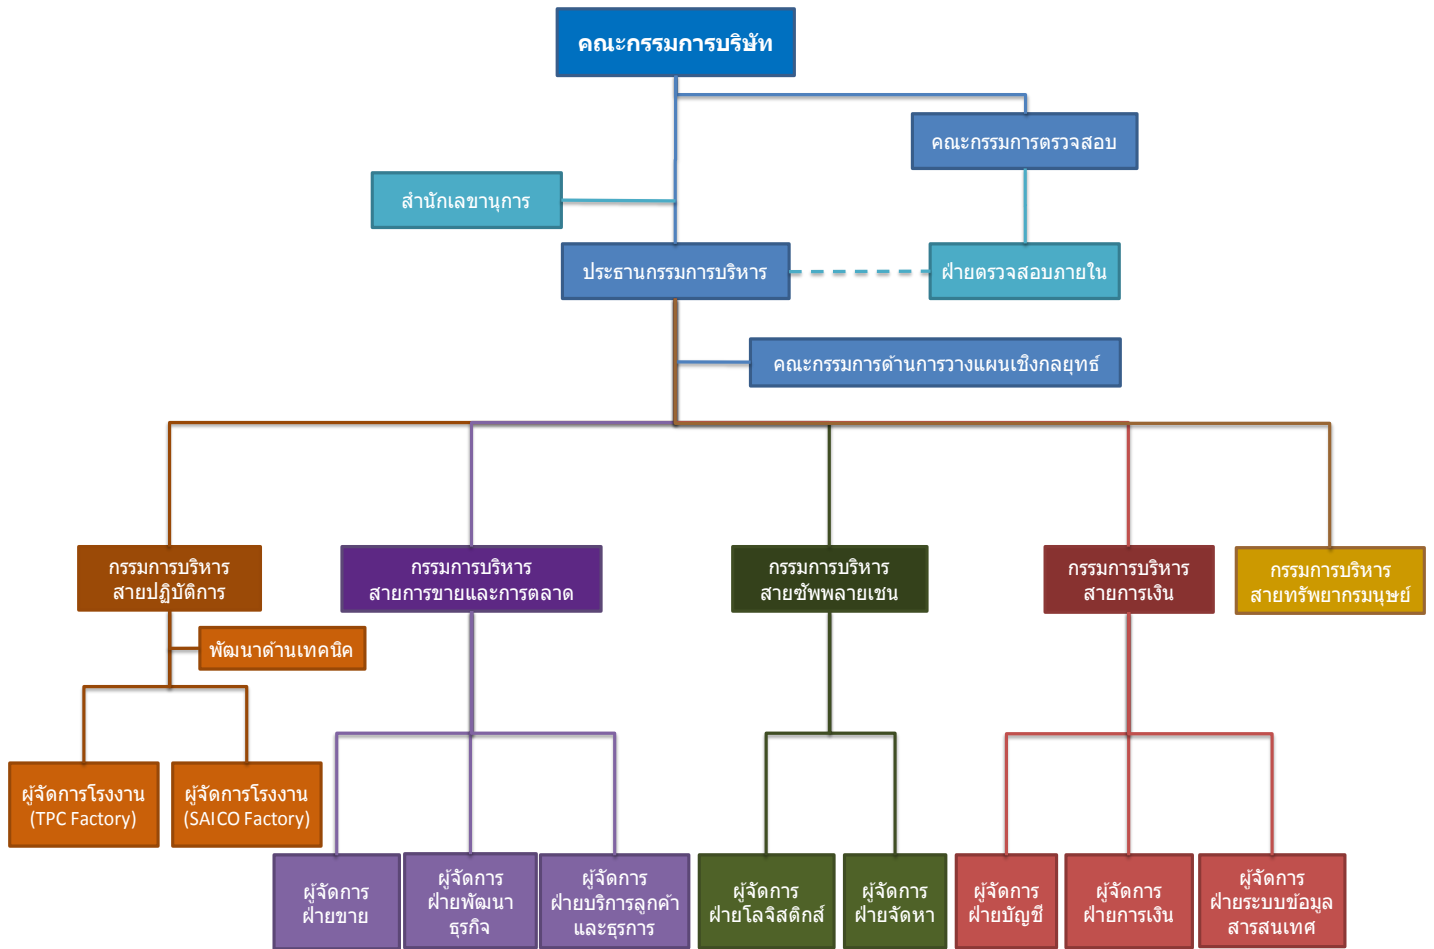 คณะกรรมการบริษัท
คณะกรรมการตรวจสอบ
สำนักเลขานุการ
ประธานกรรมการบริหาร
ฝ่ายตรวจสอบภายใน
คณะกรรมการด้านการวางแผนเชิงกลยุทธ์
กรรมการบริหาร
สายปฏิบัติการ
กรรมการบริหาร
สายการขายและการตลาด
กรรมการบริหาร
สายซัพพลายเชน
กรรมการบริหาร
สายการเงิน
กรรมการบริหาร
สายทรัพยากรมนุษย์
พัฒนาด้านเทคนิค
ผู้จัดการโรงงาน
(TPC Factory)
ผู้จัดการโรงงาน
(SAICO Factory)
ผู้จัดการ
ฝ่ายขาย
ผู้จัดการ
ฝ่ายพัฒนา
ธุรกิจ
ผู้จัดการ
ฝ่ายบริการลูกค้า
และธุรการ
ผู้จัดการ
ฝ่ายโลจิสติกส์
ผู้จัดการ
ฝ่ายจัดหา
ผู้จัดการ
ฝ่ายบัญชี
ผู้จัดการ
ฝ่ายการเงิน
ผู้จัดการ
ฝ่ายระบบข้อมูล
สารสนเทศ